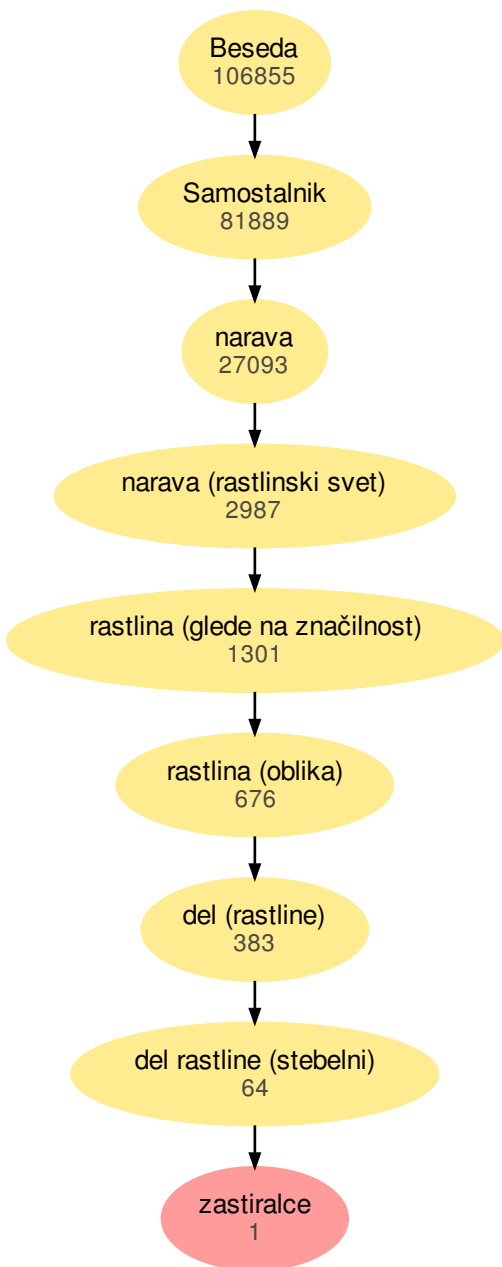 Beseda
106855
Samostalnik
81889
narava
27093
narava (rastlinski svet)
2987
rastlina (glede na značilnost)
1301
rastlina (oblika)
676
del (rastline)
383
del rastline (stebelni)
64
zastiralce
1